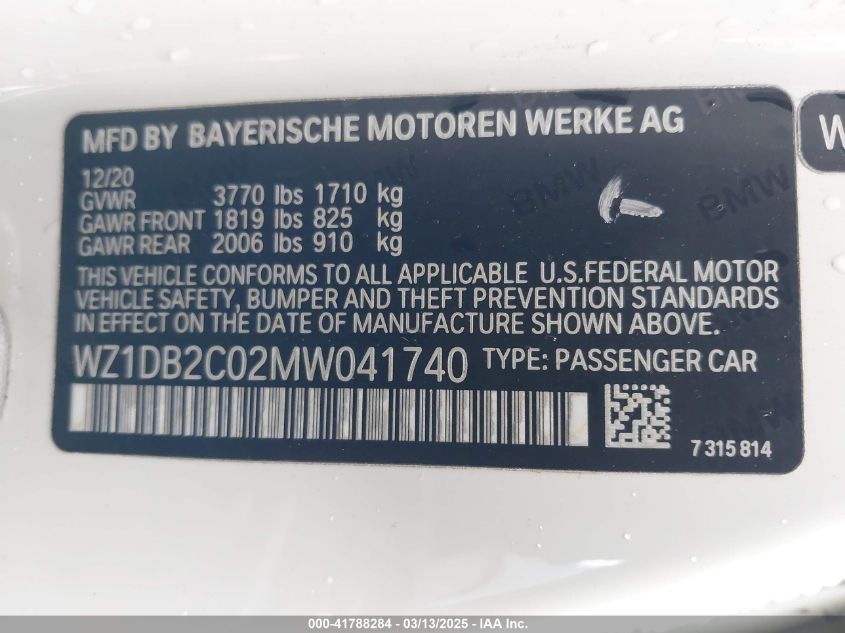 MFD BY BAYERISCHE MOTOREN WERKE AG
W
12/20
GVWR 3770 lbs 1710 kg
GAWR FRONT 1819 lbs 825 kg
GAWR REAR 2006 lbs 910 kg
THIS VEHICLE CONFORMS TO ALL APPLICABLE U.S.FEDERAL MOTOR
VEHICLE SAFETY, BUMPER AND THEFT PREVENTION STANDARDS
IN EFFECT ON THE DATE OF MANUFACTURE SHOWN ABOVE.
WZ1DB2C02MW041740 TYPE: PASSENGER CAR
7 315 814
BMW
BMW
000-41788284 - 03/13/2025 - IAA Inc.